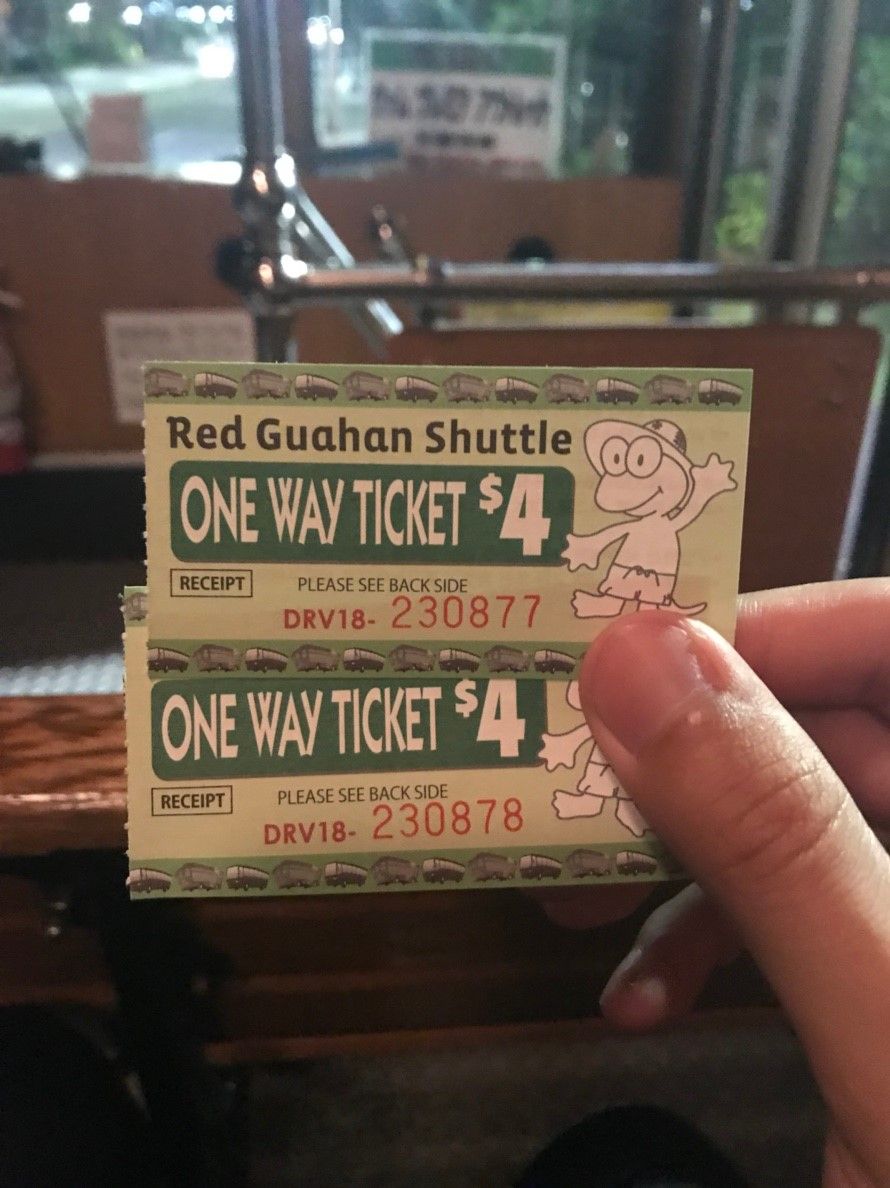 Red Guahan Shuttle
ONE WAY TICKET $4
RECEIPT PLEASE SEE BACK SIDE
DRV18- 230877
ONE WAY TICKET $4
RECEIPT PLEASE SEE BACK SIDE
DRV18- 230878